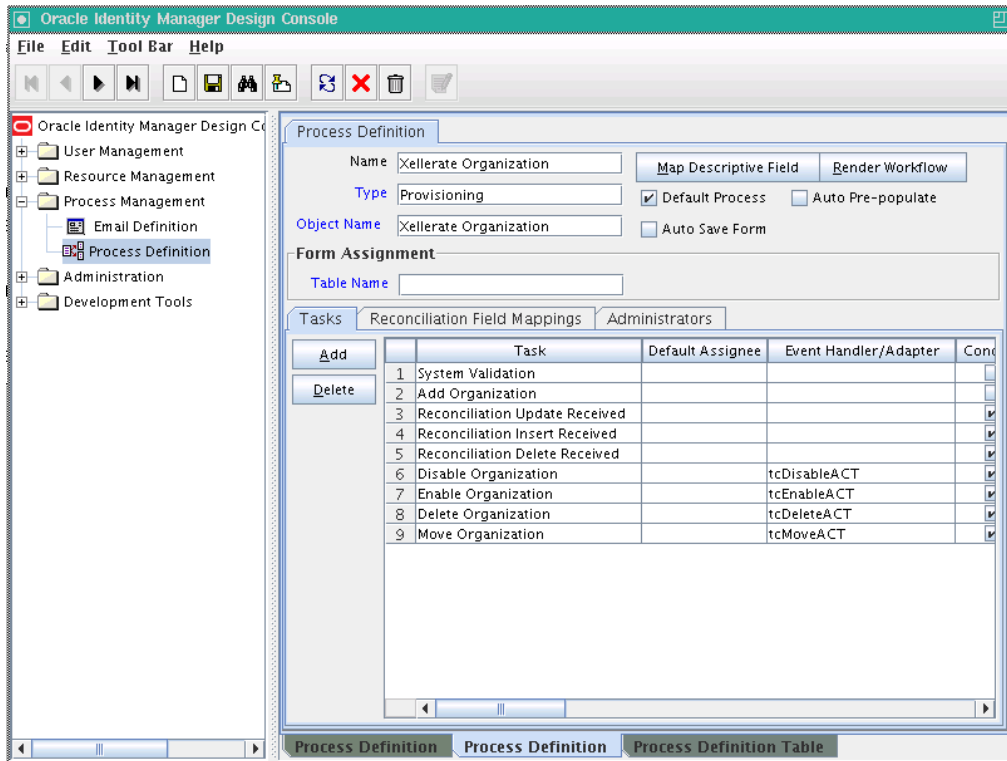 Oracle Identity Manager Design Console
File Edit Tool Bar Help
Oracle Identity Manager Design Co
User Management
Resource Management
Process Management
Email Definition
Process Definition
Administration
Development Tools
Process Definition
Name Xellerate Organization Map Descriptive Field Render Workflow
Type Provisioning Default Process Auto Pre-populate
Object Name Xellerate Organization Auto Save Form
Form Assignment
Table Name
Tasks Reconciliation Field Mappings Administrators
Add
Delete
Task Default Assignee Event Handler/Adapter Cond
1 System Validation
2 Add Organization
3 Reconciliation Update Received
4 Reconciliation Insert Received
5 Reconciliation Delete Received
6 Disable Organization tcDisableACT
7 Enable Organization tcEnableACT
8 Delete Organization tcDeleteACT
9 Move Organization tcMoveACT
Process Definition Process Definition Process Definition Table